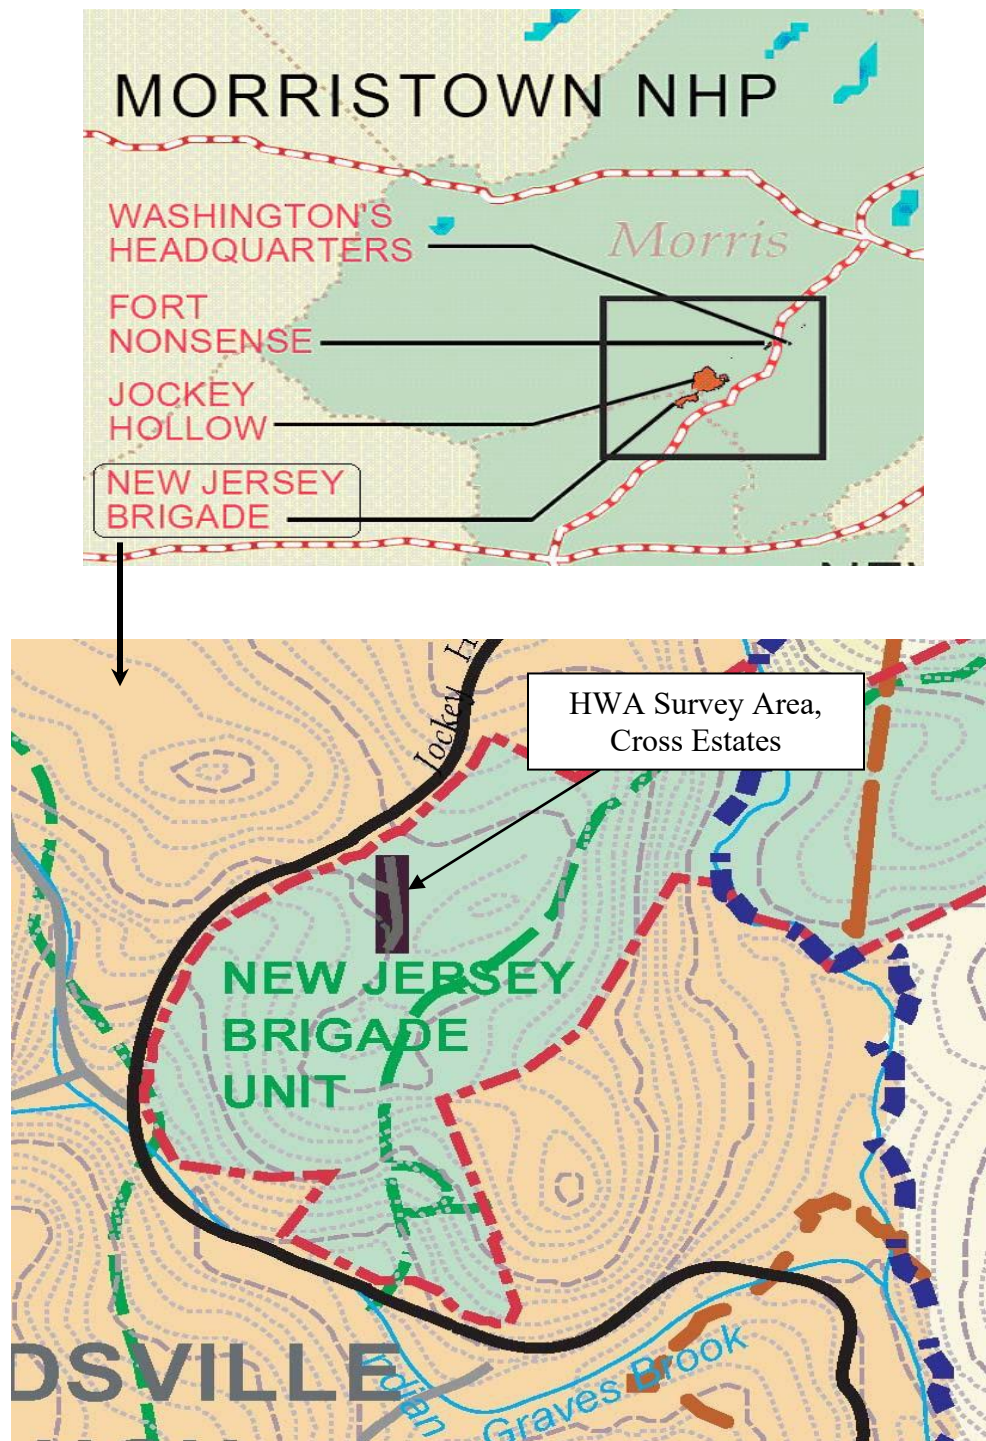 MORRISTOWN NHP
WASHINGTON'S
HEADQUARTERS
Morris
FORT
NONSENSE
JOCKEY
HOLLOW
NEW JERSEY
BRIGADE
Jockey H
HWA Survey Area,
Cross Estates
NEW JERSEY
BRIGADE
UNIT
DSVILLE
Indian
Graves Brook